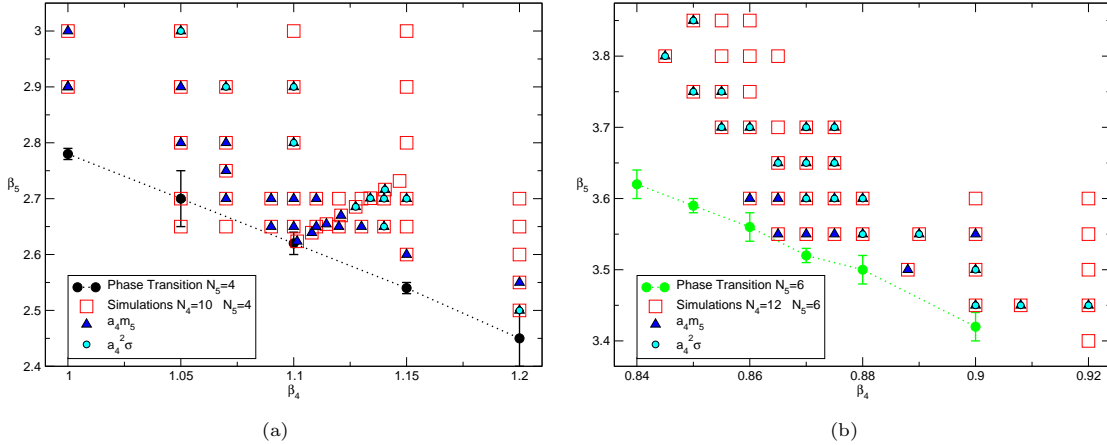 3
2.9
2.8
β5
2.7
2.6
2.5
2.4
Phase Transition N5=4
Simulations N4=10 N5=4
a4m5
a4²σ
1
1.05
1.1
1.15
1.2
β4
(a)
3.8
3.7
β5
3.6
3.5
3.4
Phase Transition N5=6
Simulations N4=12 N5=6
a4m5
a4²σ
0.84
0.86
0.88
0.9
0.92
β4
(b)